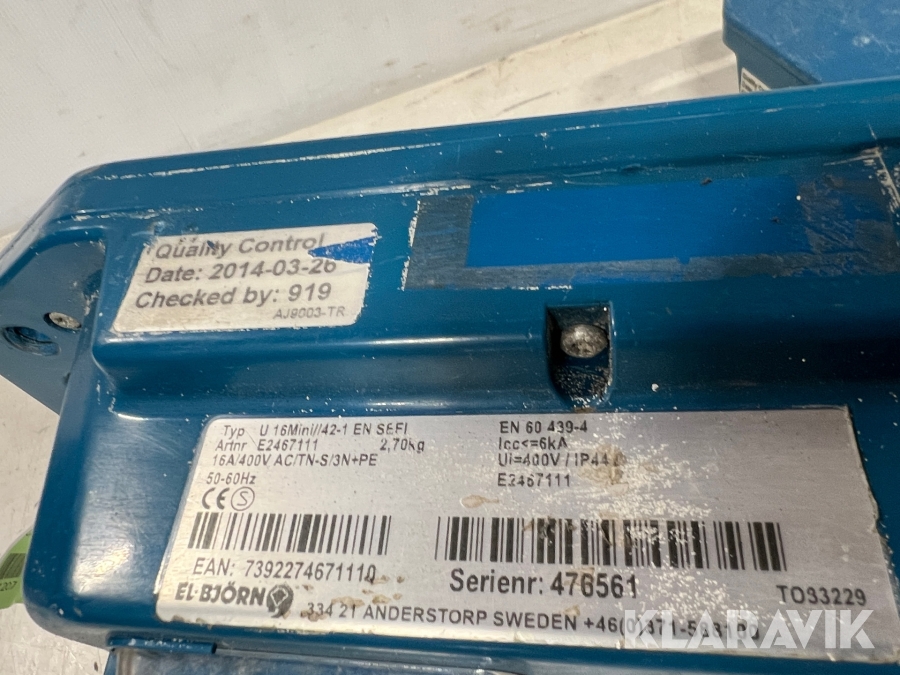 Quality Control
Date: 2014-03-26
Checked by: 919
AJ9003-TR
Typ U 16Mini//42-1 EN SEFI
Artnr E2467111 2,70kg
16A/400V AC/TN-S/3N+PE
50-60Hz
EN 60 439-4
Icc<=6kA
Ui=400V / IP44
E2467111
CE S
EAN: 7392274671110
Serienr: 476561
TO33229
EL-BJÖRN
334 21 ANDERSTORP SWEDEN
KLARAVIK